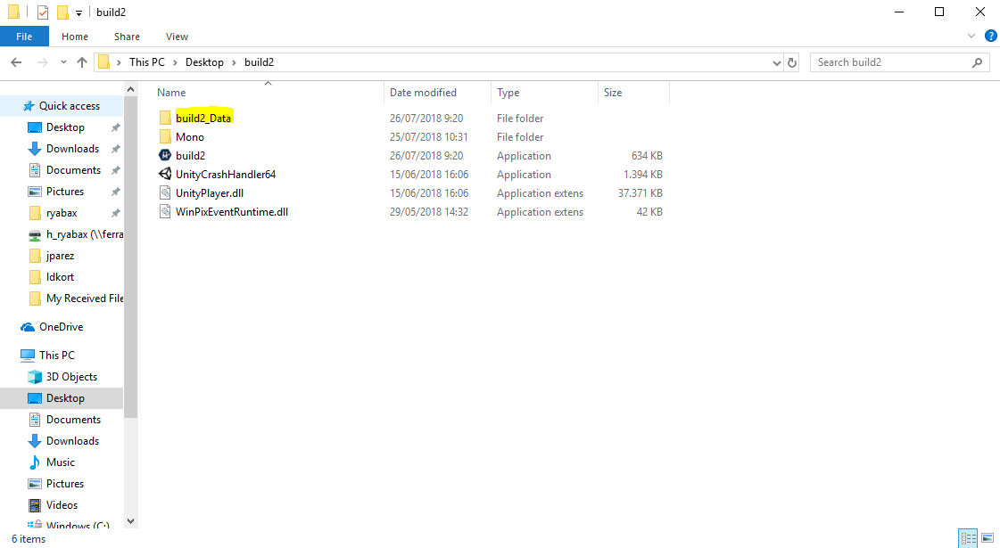 build2
File Home Share View
This PC Desktop build2 Search build2
Name Date modified Type Size
build2_Data 26/07/2018 9:20 File folder
Mono 25/07/2018 10:31 File folder
build2 26/07/2018 9:20 Application 634 KB
UnityCrashHandler64 15/06/2018 16:06 Application 1.394 KB
UnityPlayer.dll 15/06/2018 16:06 Application extens 37.371 KB
WinPixEventRuntime.dll 29/05/2018 14:32 Application extens 42 KB
Quick access
Desktop
Downloads
Documents
Pictures
ryabax
h_ryabax (\\ferra
jparez
ldkort
My Received File
OneDrive
This PC
3D Objects
Desktop
Documents
Downloads
Music
Pictures
Videos
Windows (C:)
6 items